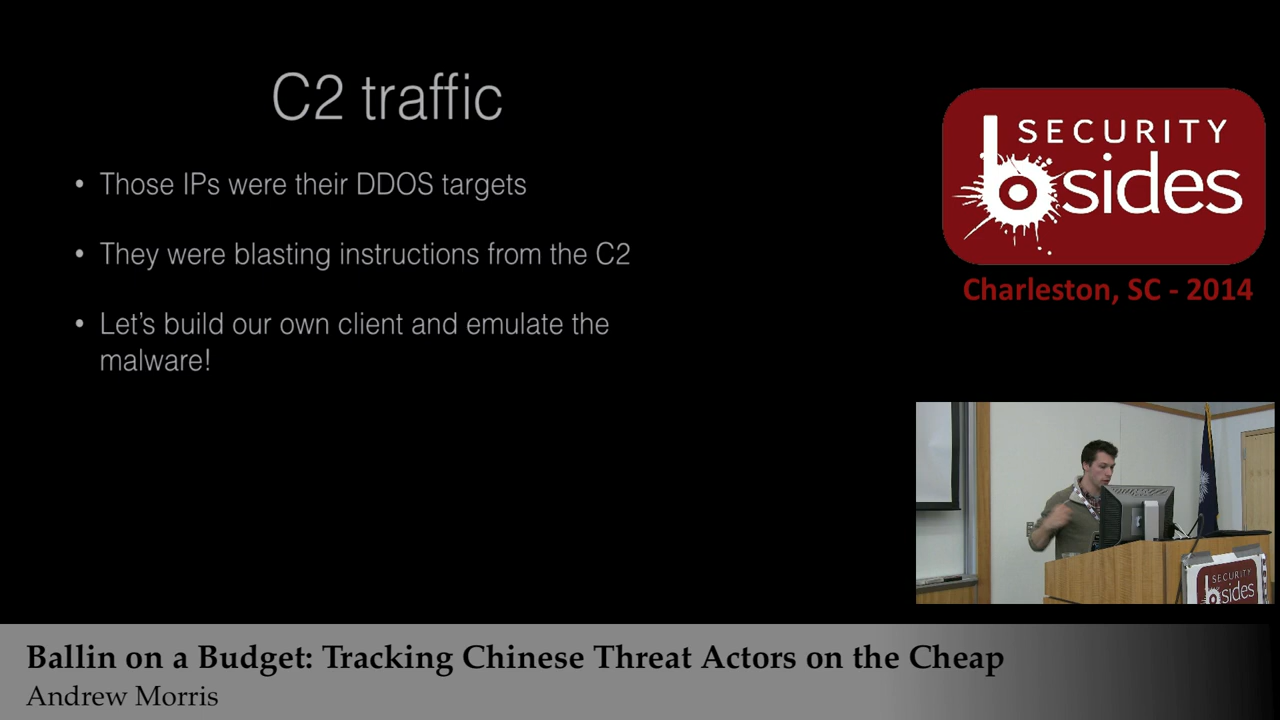 C2 traffic
• Those IPs were their DDOS targets
• They were blasting instructions from the C2
• Let's build our own client and emulate the
malware!
SECURITY
bsides
Charleston, SC - 2014
SECURITY
bsides
Ballin on a Budget: Tracking Chinese Threat Actors on the Cheap
Andrew Morris